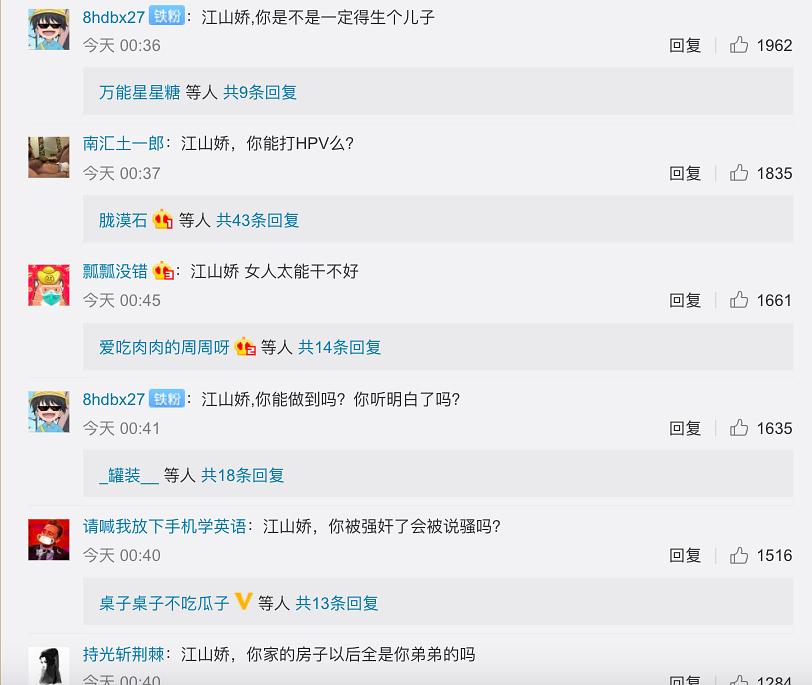 8hdbx27 铁粉：江山娇,你是不是一定得生个儿子
今天 00:36 回复 1962
万能星星糖 等人 共9条回复
南汇土一郎：江山娇，你能打HPV么？
今天 00:37 回复 1835
胧漠石 等人 共43条回复
瓢瓢没错：江山娇 女人太能干不好
今天 00:45 回复 1661
爱吃肉肉的周周呀 等人 共14条回复
8hdbx27 铁粉：江山娇,你能做到吗？你听明白了吗？
今天 00:41 回复 1635
_罐装__ 等人 共18条回复
请喊我放下手机学英语：江山娇，你被强奸了会被说骚吗？
今天 00:40 回复 1516
桌子桌子不吃瓜子 等人 共13条回复
持光斩荆棘：江山娇，你家的房子以后全是你弟弟的吗
今天 00:40 回复 1284